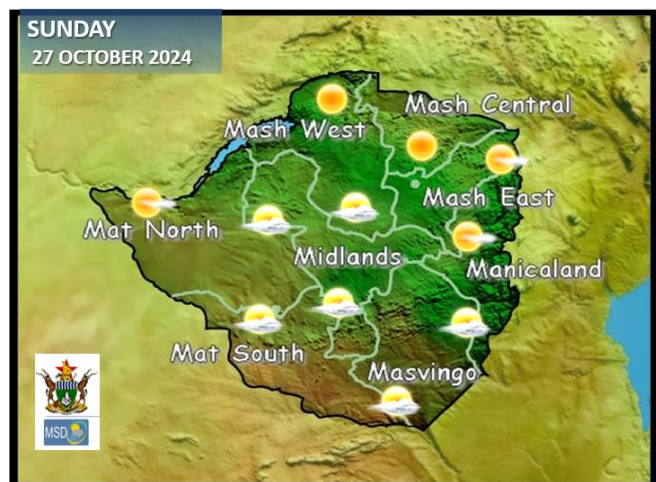 SUNDAY
27 OCTOBER 2024
Mash Central
Mash West
Mash East
Mat North
Midlands
Manicaland
Mat South
Masvingo
MSD